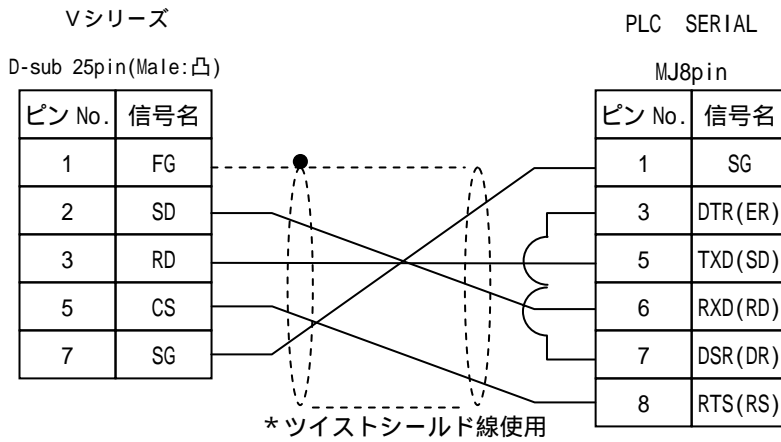 Vシリーズ
PLC SERIAL
D-sub 25pin(Male:凸)
MJ8pin
ピン No. 信号名
1 FG
2 SD
3 RD
5 CS
7 SG
ピン No. 信号名
1 SG
3 DTR(ER)
5 TXD(SD)
6 RXD(RD)
7 DSR(DR)
8 RTS(RS)
*ツイストシールド線使用